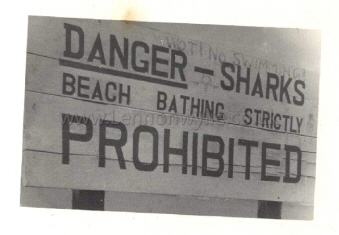 DANGER – SHARKS
BEACH BATHING STRICTLY
PROHIBITED